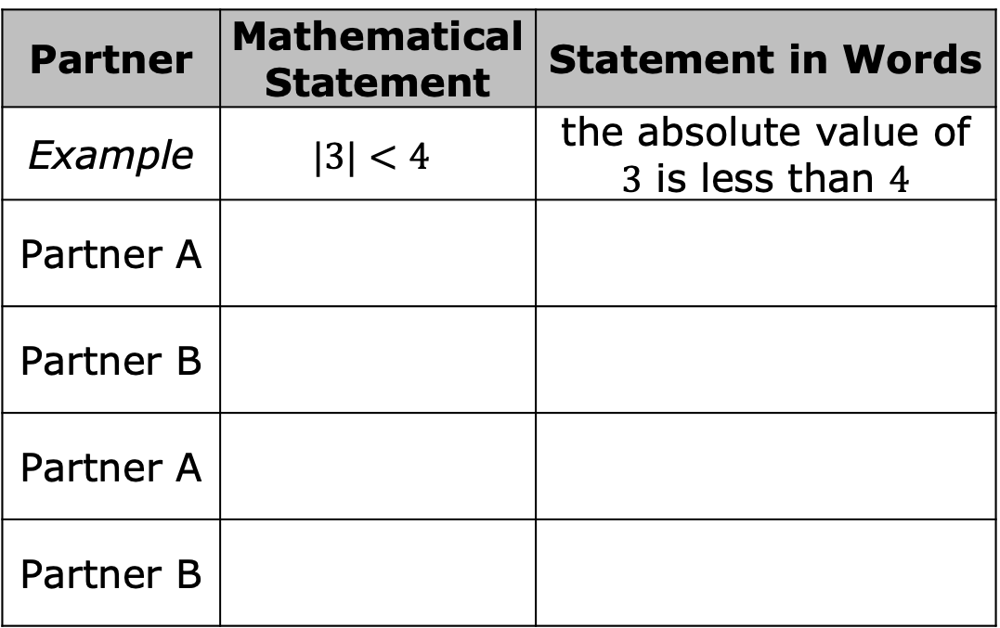 Partner
Mathematical
Statement
Statement in Words
Example
|3| < 4
the absolute value of
3 is less than 4
Partner A
Partner B
Partner A
Partner B